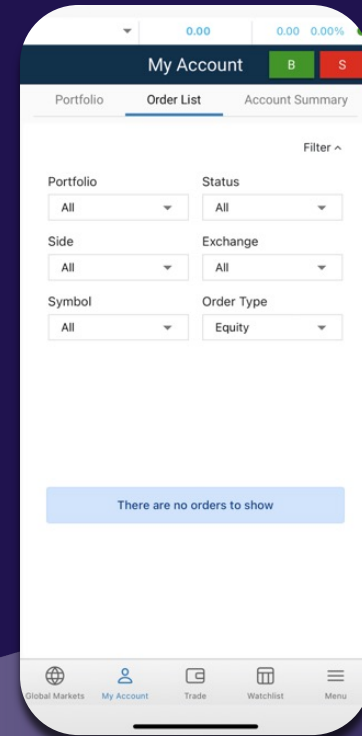 0.00 0.00 0.00%
My Account B S
Portfolio Order List Account Summary
Filter
Portfolio Status
All All
Side Exchange
All All
Symbol Order Type
All Equity
There are no orders to show
Global Markets My Account Trade Watchlist Menu